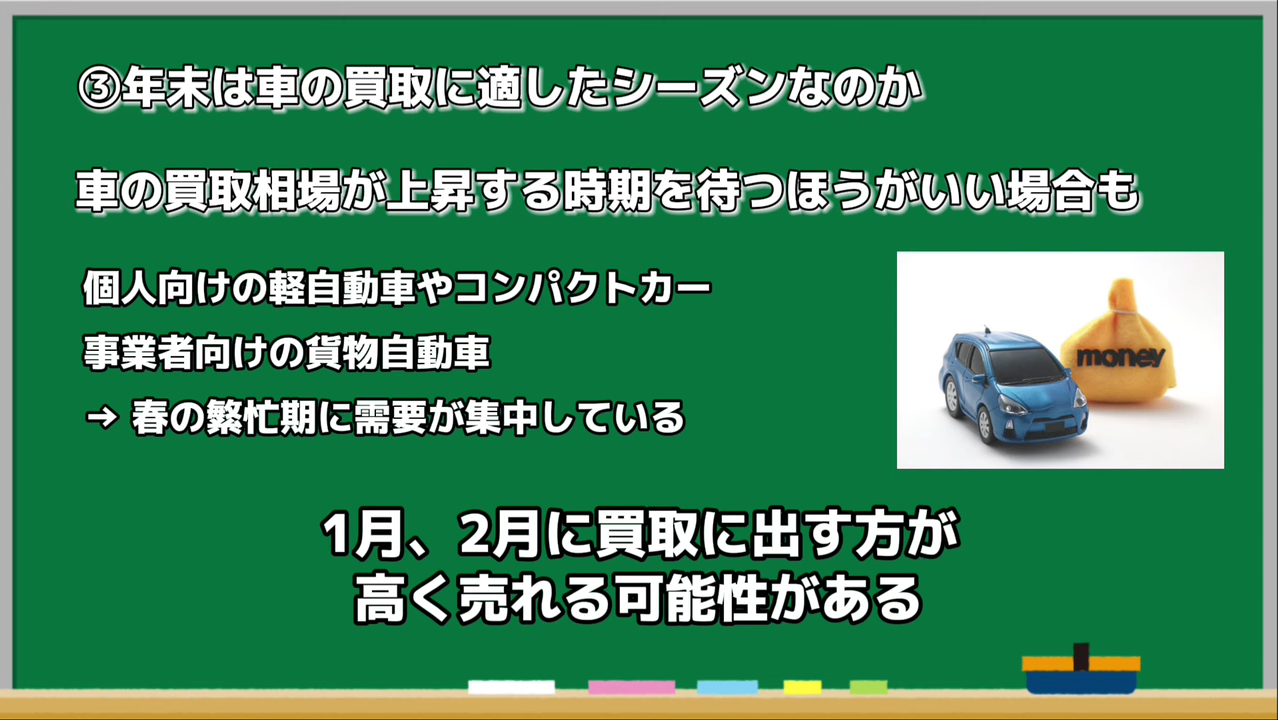 ③年末は車の買取に適したシーズンなのか
車の買取相場が上昇する時期を待つほうがいい場合も
個人向けの軽自動車やコンパクトカー
事業者向けの貨物自動車
→ 春の繁忙期に需要が集中している
money
1月、2月に買取に出す方が
高く売れる可能性がある